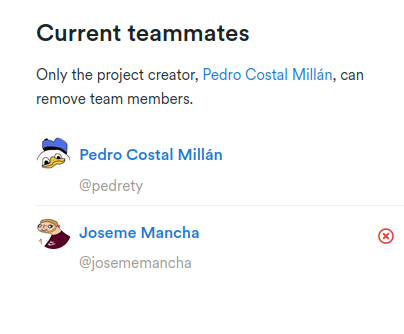 Current teammates
Only the project creator, Pedro Costal Millán, can
remove team members.
Pedro Costal Millán
@pedrety
Joseme Mancha
@josememancha